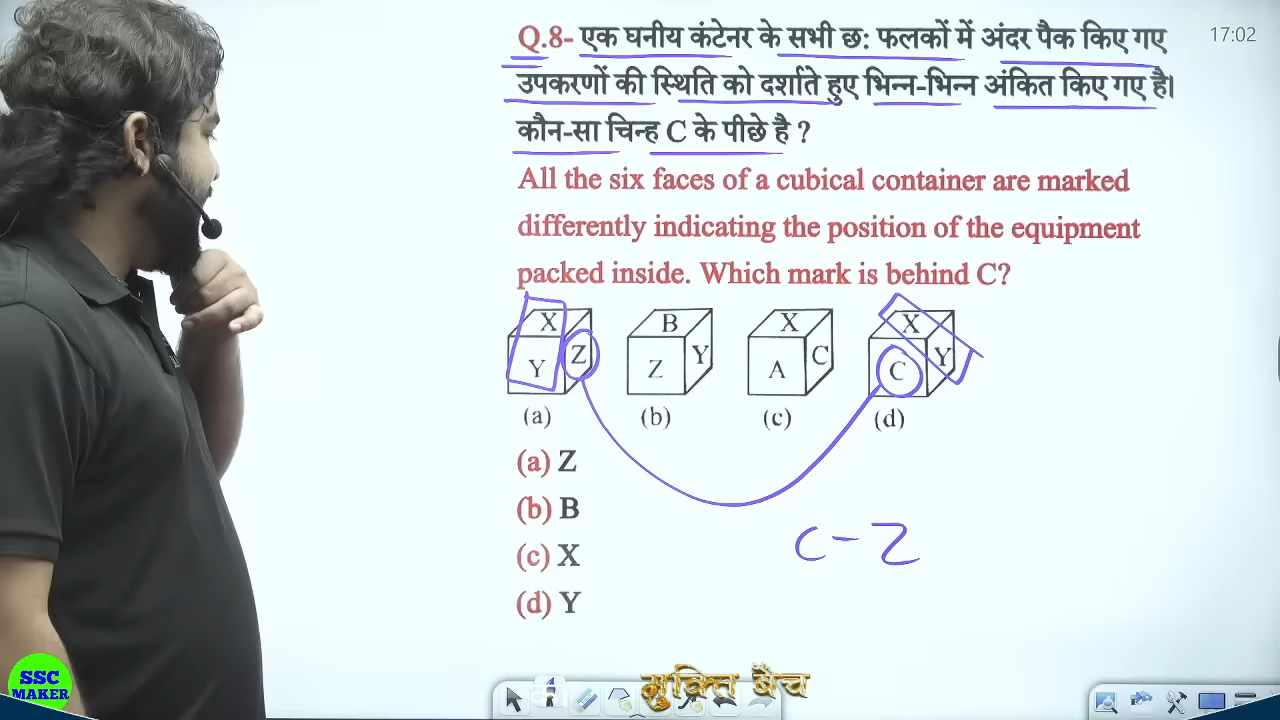 Q.8- एक घनीय कंटेनर के सभी छ: फलकों में अंदर पैक किए गए
17:02
उपकरणों की स्थिति को दर्शाते हुए भिन्न-भिन्न अंकित किए गए है।
कौन-सा चिन्ह C के पीछे है ?
All the six faces of a cubical container are marked
differently indicating the position of the equipment
packed inside. Which mark is behind C?
X B X X
Y Z Z Y A C C Y
(a) (b) (c) (d)
(a) Z
(b) B
(c) X
(d) Y
C-Z
SSC
MAKER
मुक्ति बैच